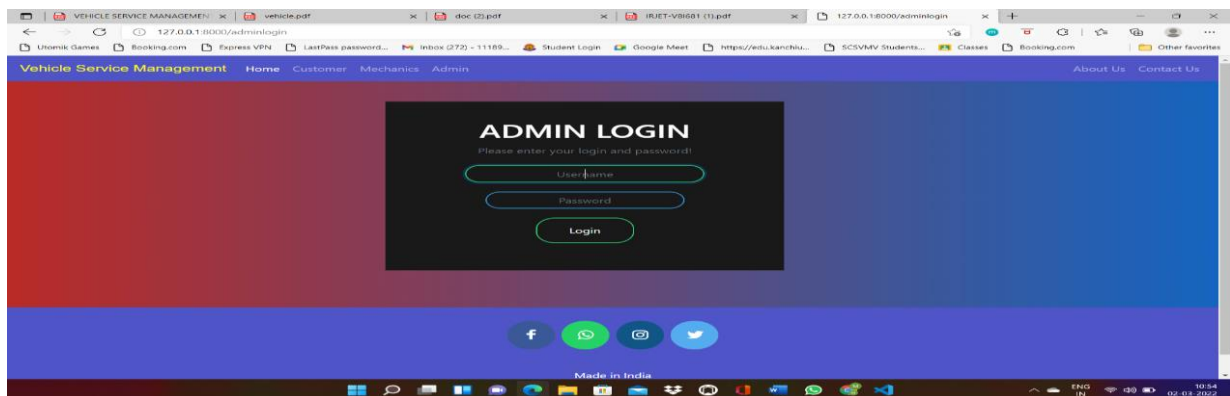 VEHICLE SERVICE MANAGEMEN
vehicle.pdf
doc (2).pdf
IRJET-V8I681 (1).pdf
127.0.0.1:8000/adminlogin
127.0.0.1:8000/adminlogin
Uhomik Games
Booking.com
Express VPN
LastPass password...
Inbox (272) - 11189...
Student Login
Google Meet
https://edu.kanchiu...
SCSVMV Students...
Classes
Booking.com
Other favorites
Vehicle Service Management Home Customer Mechanics Admin About Us Contact Us
ADMIN LOGIN
Please enter your login and password!
Username
Password
Login
Made in India
ENG
IN
10:54
02-03-2022